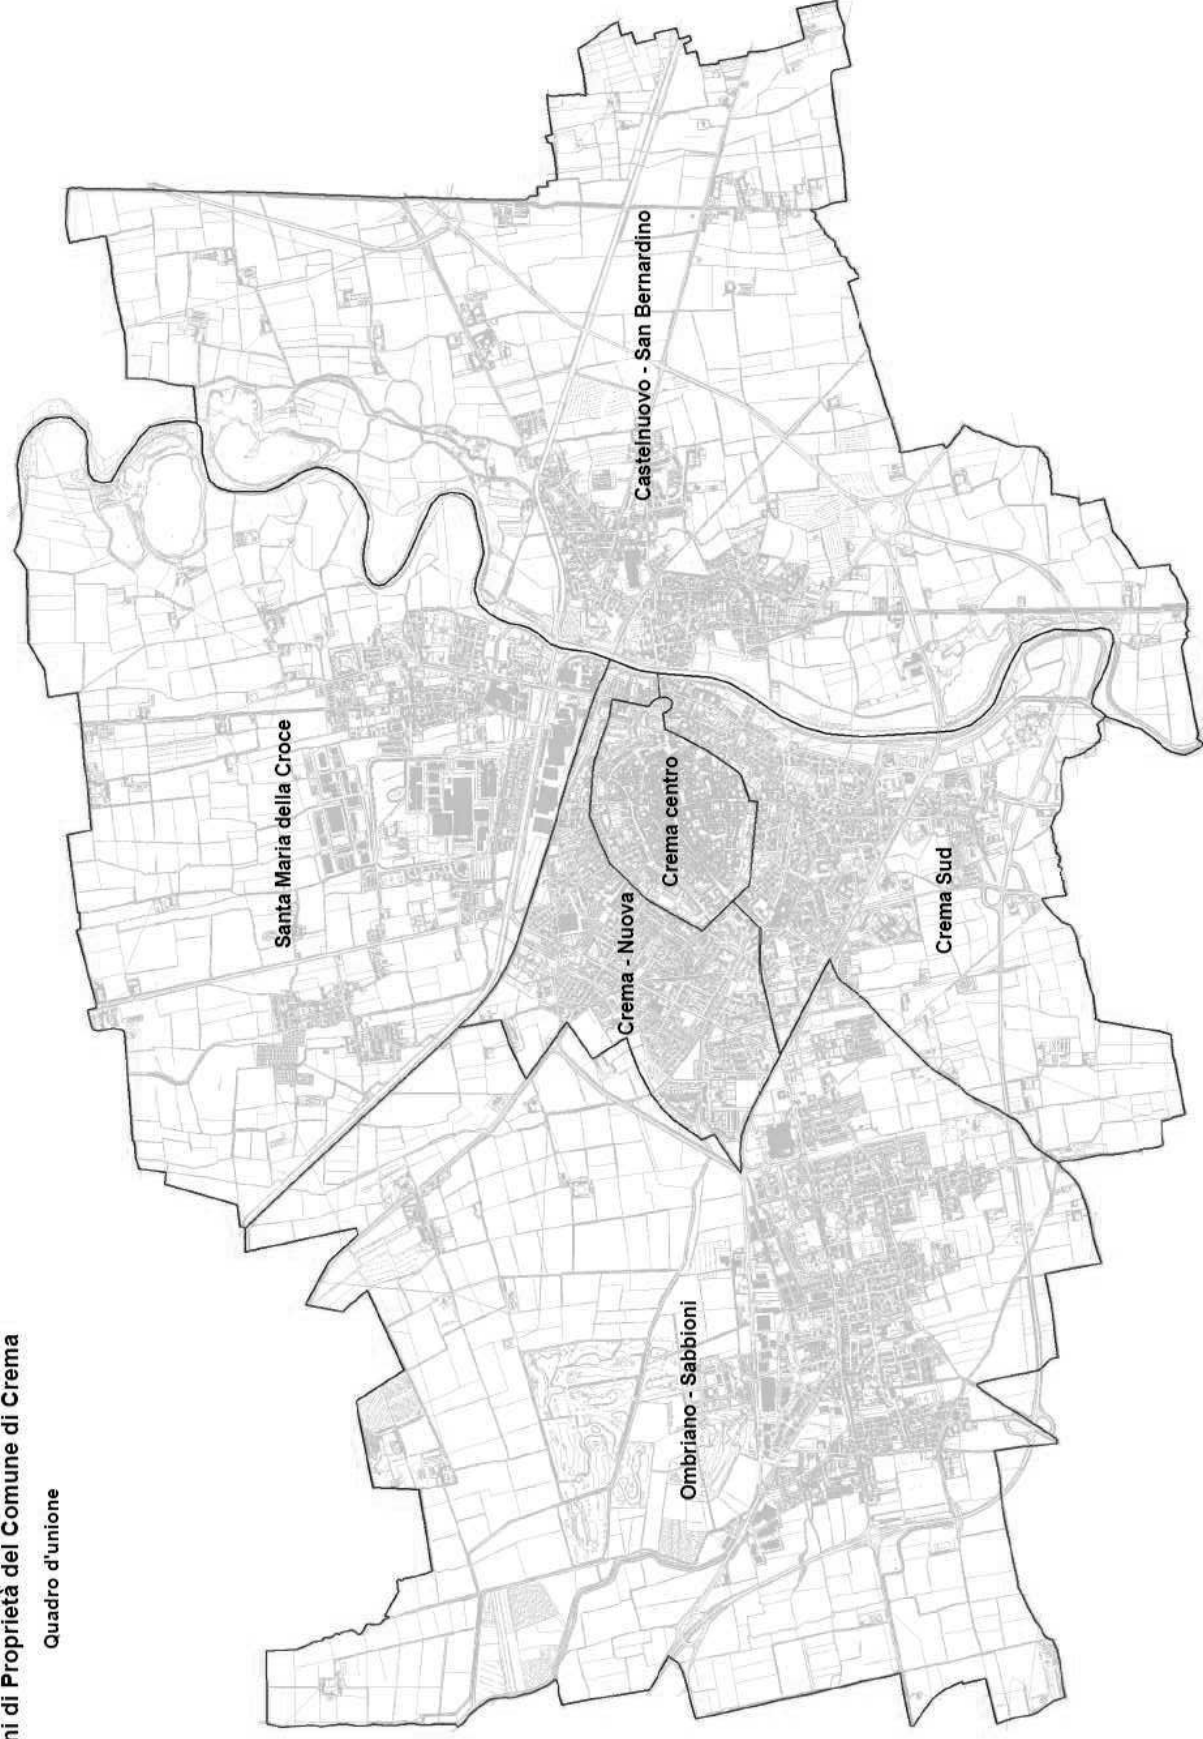 di Proprietà del Comune di Crema
Quadro d'unione
Santa Maria della Croce
Castelnuovo - San Bernardino
Crema centro
Crema - Nuova
Crema Sud
Ombriano - Sabbioni